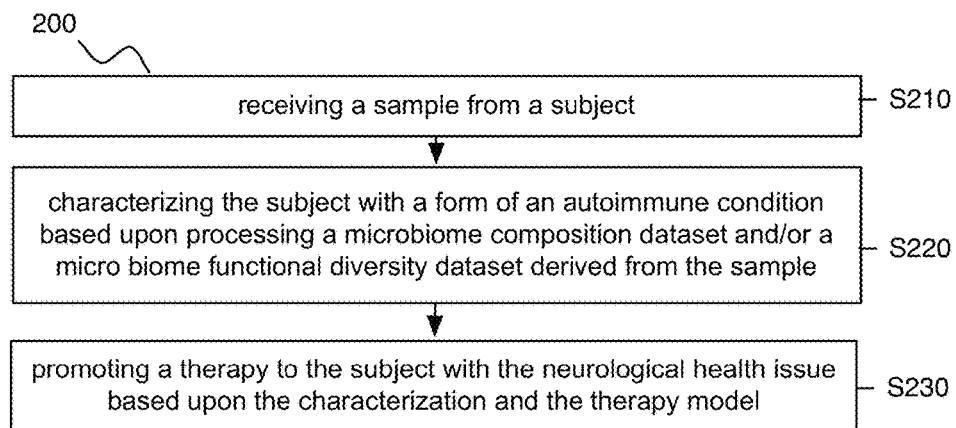 200
receiving a sample from a subject
S210
characterizing the subject with a form of an autoimmune condition
based upon processing a microbiome composition dataset and/or a
micro biome functional diversity dataset derived from the sample
S220
promoting a therapy to the subject with the neurological health issue
based upon the characterization and the therapy model
S230